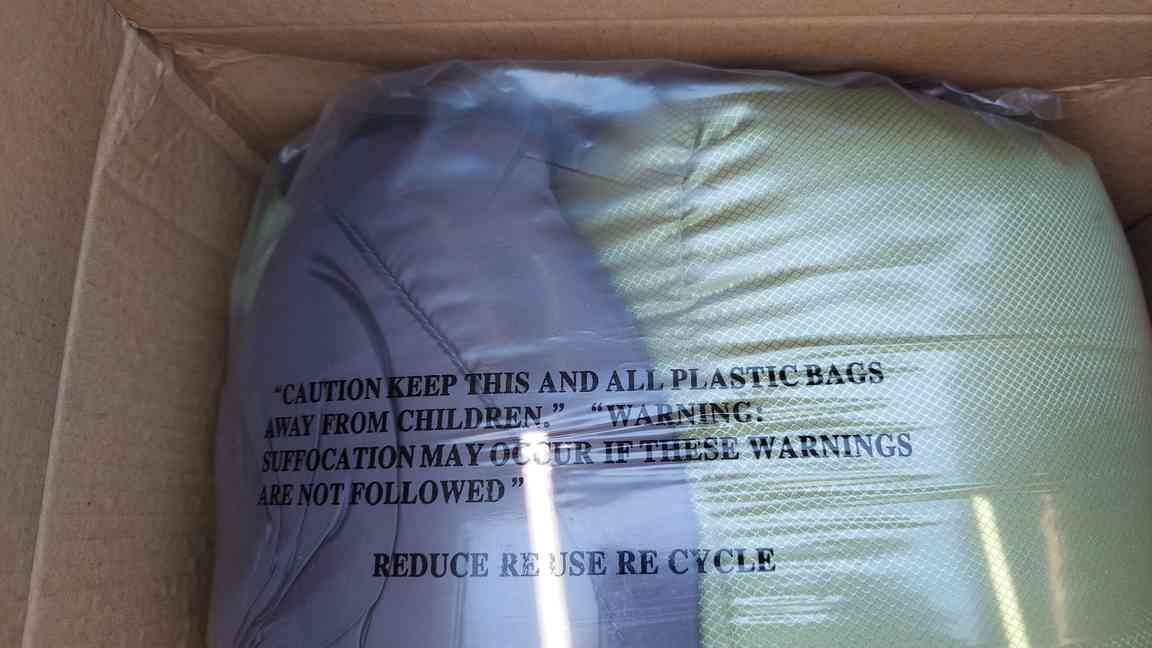 “CAUTION KEEP THIS AND ALL PLASTIC BAGS
AWAY FROM CHILDREN.” “WARNING:
SUFFOCATION MAY OCCUR IF THESE WARNINGS
ARE NOT FOLLOWED”
REDUCE RE USE RE CYCLE